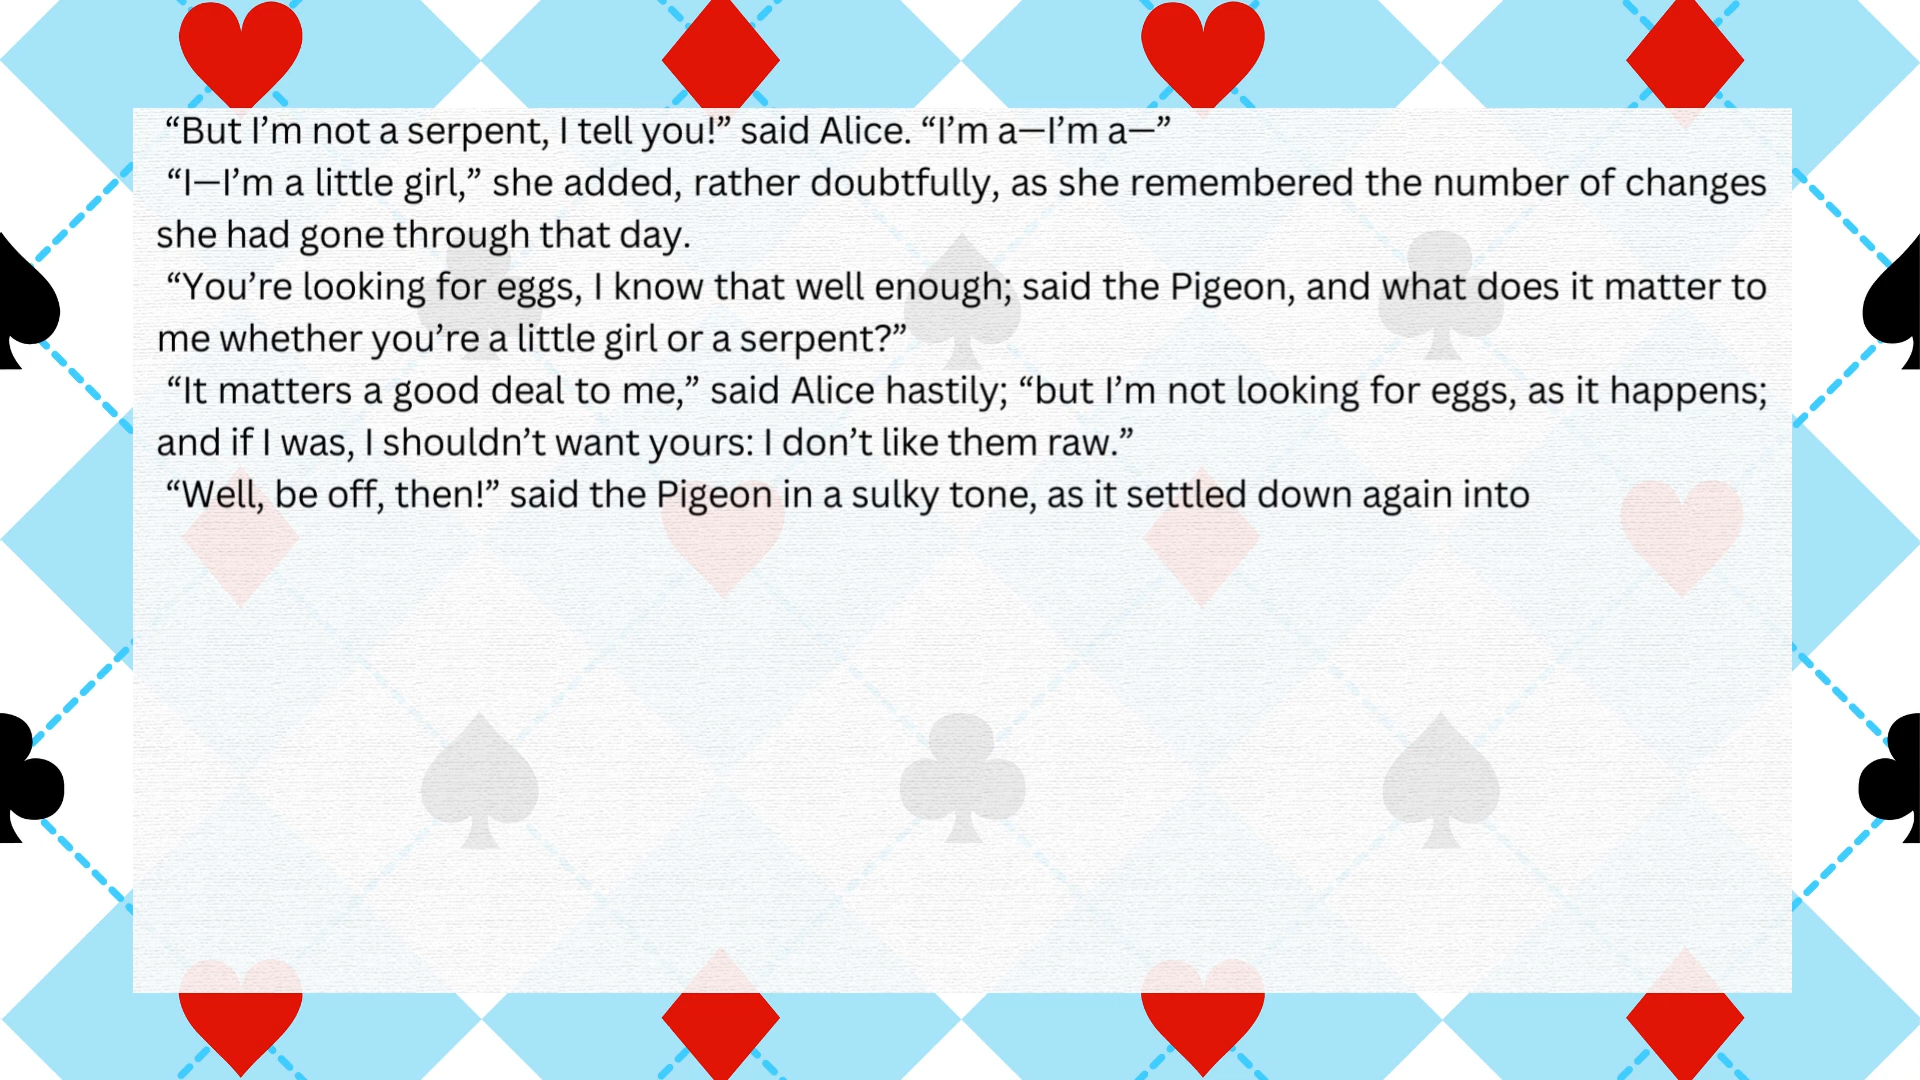 “But I’m not a serpent, I tell you!” said Alice. “I’m a—I’m a—”
“I—I’m a little girl,” she added, rather doubtfully, as she remembered the number of changes
she had gone through that day.
“You’re looking for eggs, I know that well enough; said the Pigeon, and what does it matter to
me whether you’re a little girl or a serpent?”
“It matters a good deal to me,” said Alice hastily; “but I’m not looking for eggs, as it happens;
and if I was, I shouldn’t want yours: I don’t like them raw.”
“Well, be off, then!” said the Pigeon in a sulky tone, as it settled down again into